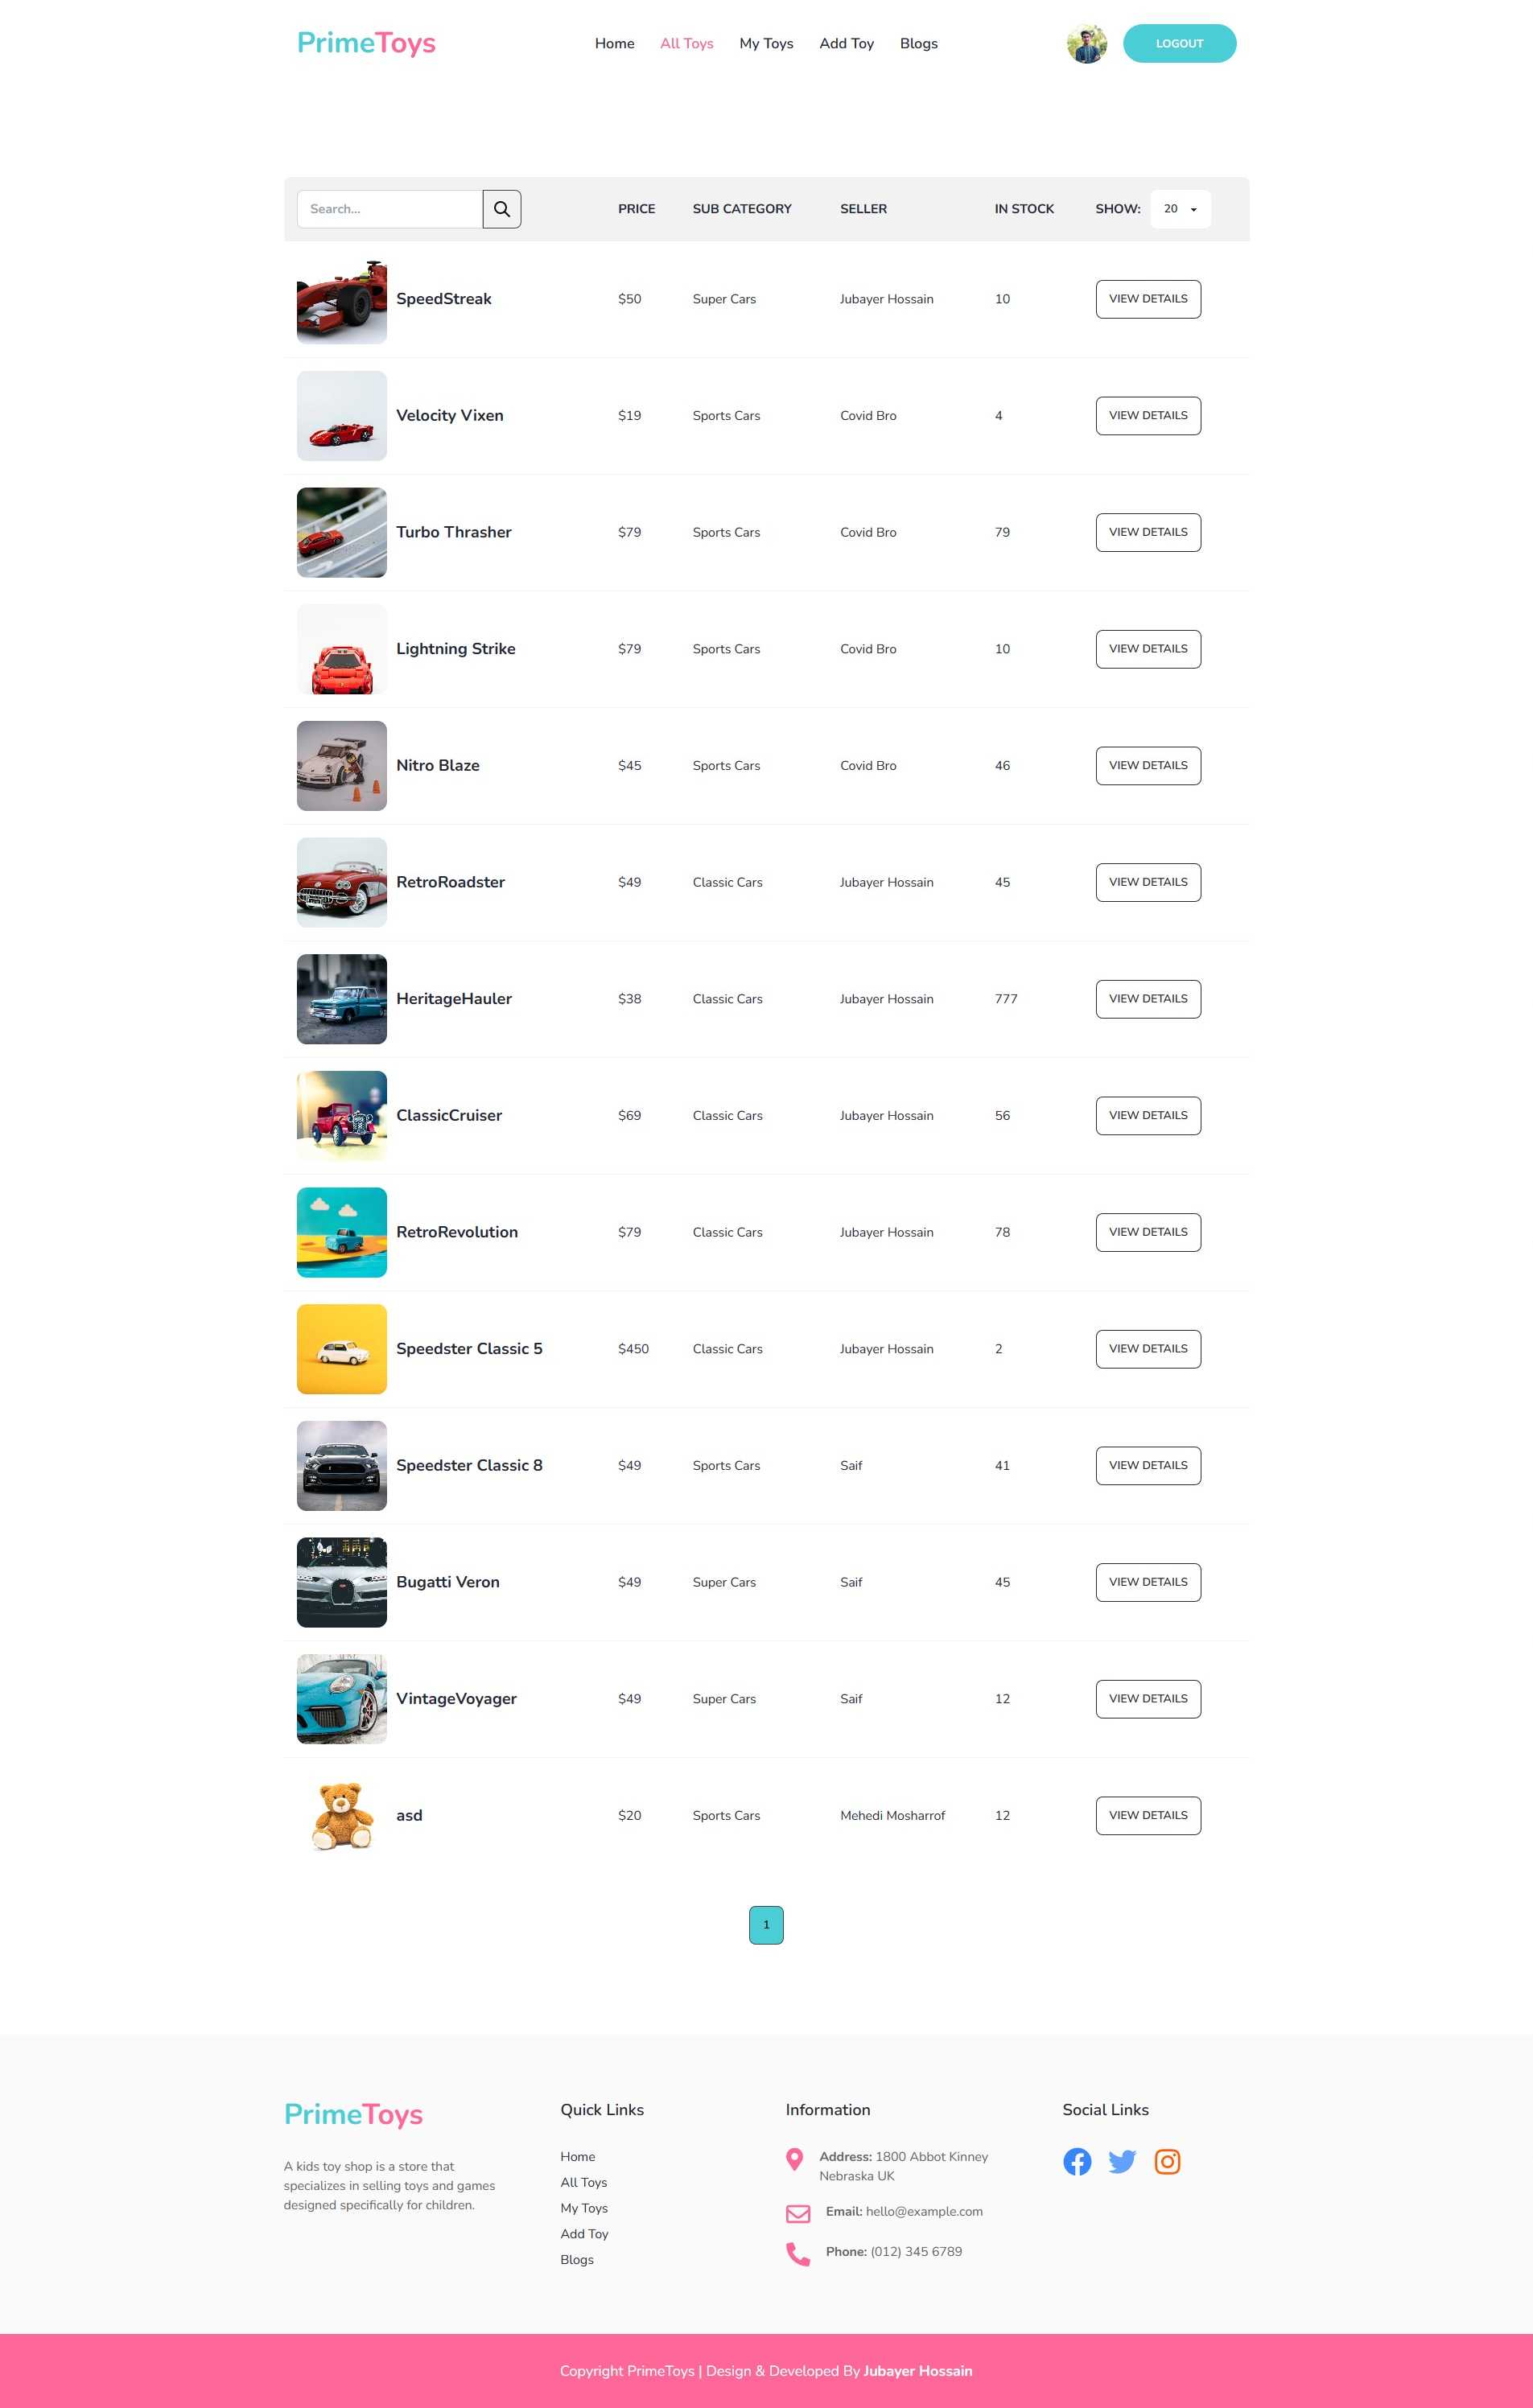 PrimeToys Home All Toys My Toys Add Toy Blogs LOGOUT
Search... PRICE SUB CATEGORY SELLER IN STOCK SHOW: 20
SpeedStreak $50 Super Cars Jubayer Hossain 10 VIEW DETAILS
Velocity Vixen $19 Sports Cars Covid Bro 4 VIEW DETAILS
Turbo Thrasher $79 Sports Cars Covid Bro 79 VIEW DETAILS
Lightning Strike $79 Sports Cars Covid Bro 10 VIEW DETAILS
Nitro Blaze $45 Sports Cars Covid Bro 46 VIEW DETAILS
RetroRoadster $49 Classic Cars Jubayer Hossain 45 VIEW DETAILS
HeritageHauler $38 Classic Cars Jubayer Hossain 777 VIEW DETAILS
ClassicCruiser $69 Classic Cars Jubayer Hossain 56 VIEW DETAILS
RetroRevolution $79 Classic Cars Jubayer Hossain 78 VIEW DETAILS
Speedster Classic 5 $450 Classic Cars Jubayer Hossain 2 VIEW DETAILS
Speedster Classic 8 $49 Sports Cars Saif 41 VIEW DETAILS
Bugatti Veron $49 Super Cars Saif 45 VIEW DETAILS
VintageVoyager $49 Super Cars Saif 12 VIEW DETAILS
asd $20 Sports Cars Mehedi Mosharrof 12 VIEW DETAILS
1
PrimeToys
A kids toy shop is a store that
specializes in selling toys and games
designed specifically for children.
Quick Links
Home
All Toys
My Toys
Add Toy
Blogs
Information
Address: 1800 Abbot Kinney
Nebraska UK
Email: hello@example.com
Phone: (012) 345 6789
Social Links
Copyright PrimeToys | Design & Developed By Jubayer Hossain